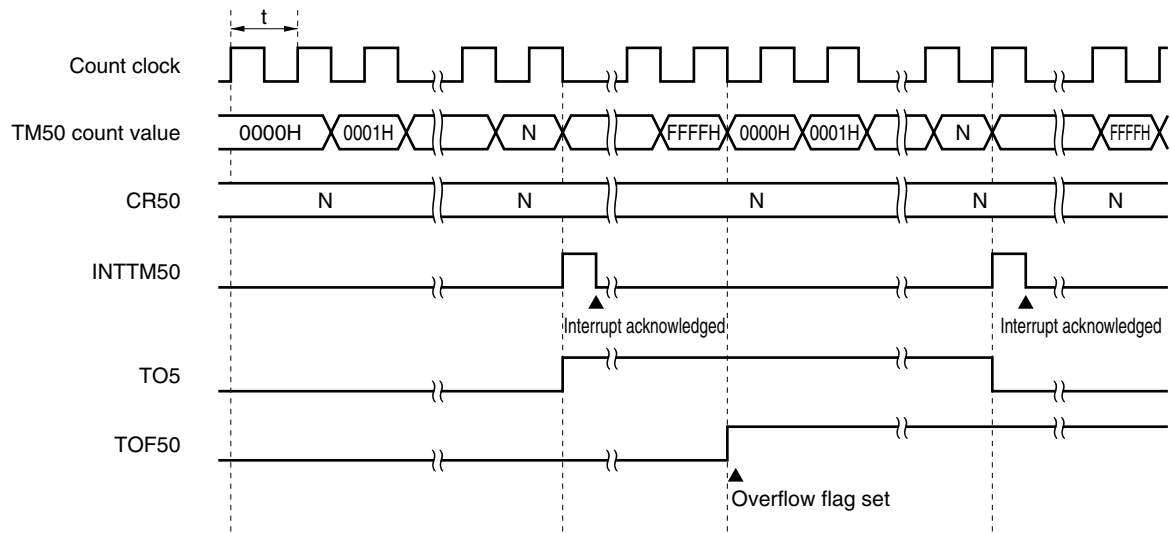 t
Count clock
TM50 count value 0000H 0001H N FFFFH 0000H 0001H N FFFFH
CR50 N N N N N
INTTM50
Interrupt acknowledged Interrupt acknowledged
TO5
TOF50
Overflow flag set